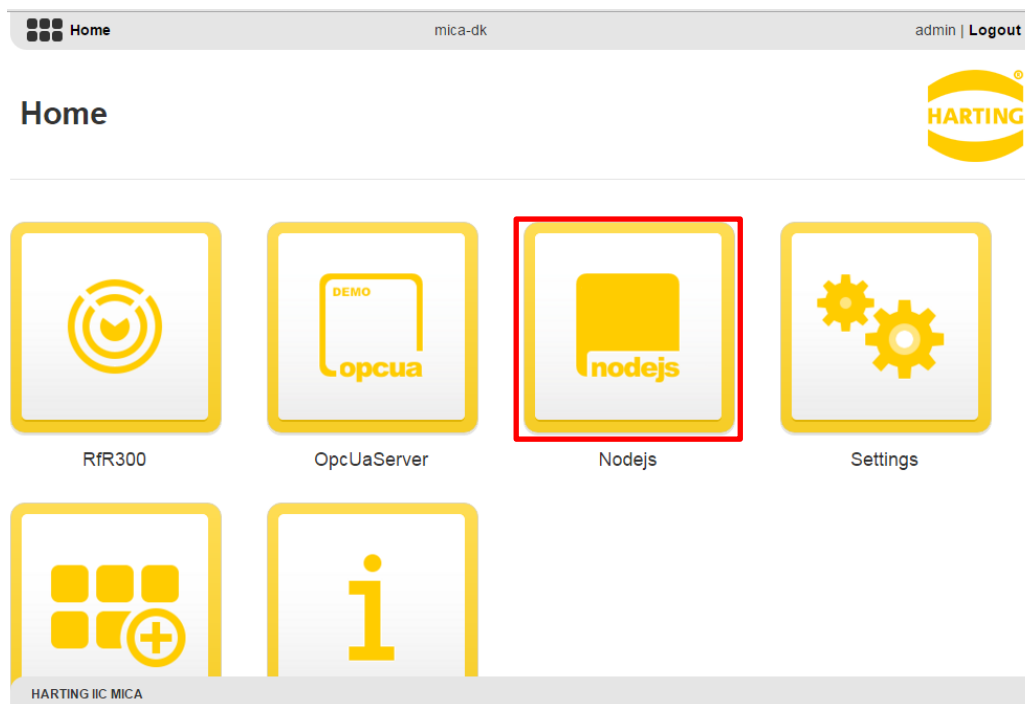 Home
mica-dk
admin | Logout
Home
®
HARTING
DEMO
opcua
nodejs
RfR300
OpcUaServer
Nodejs
Settings
i
HARTING IIC MICA